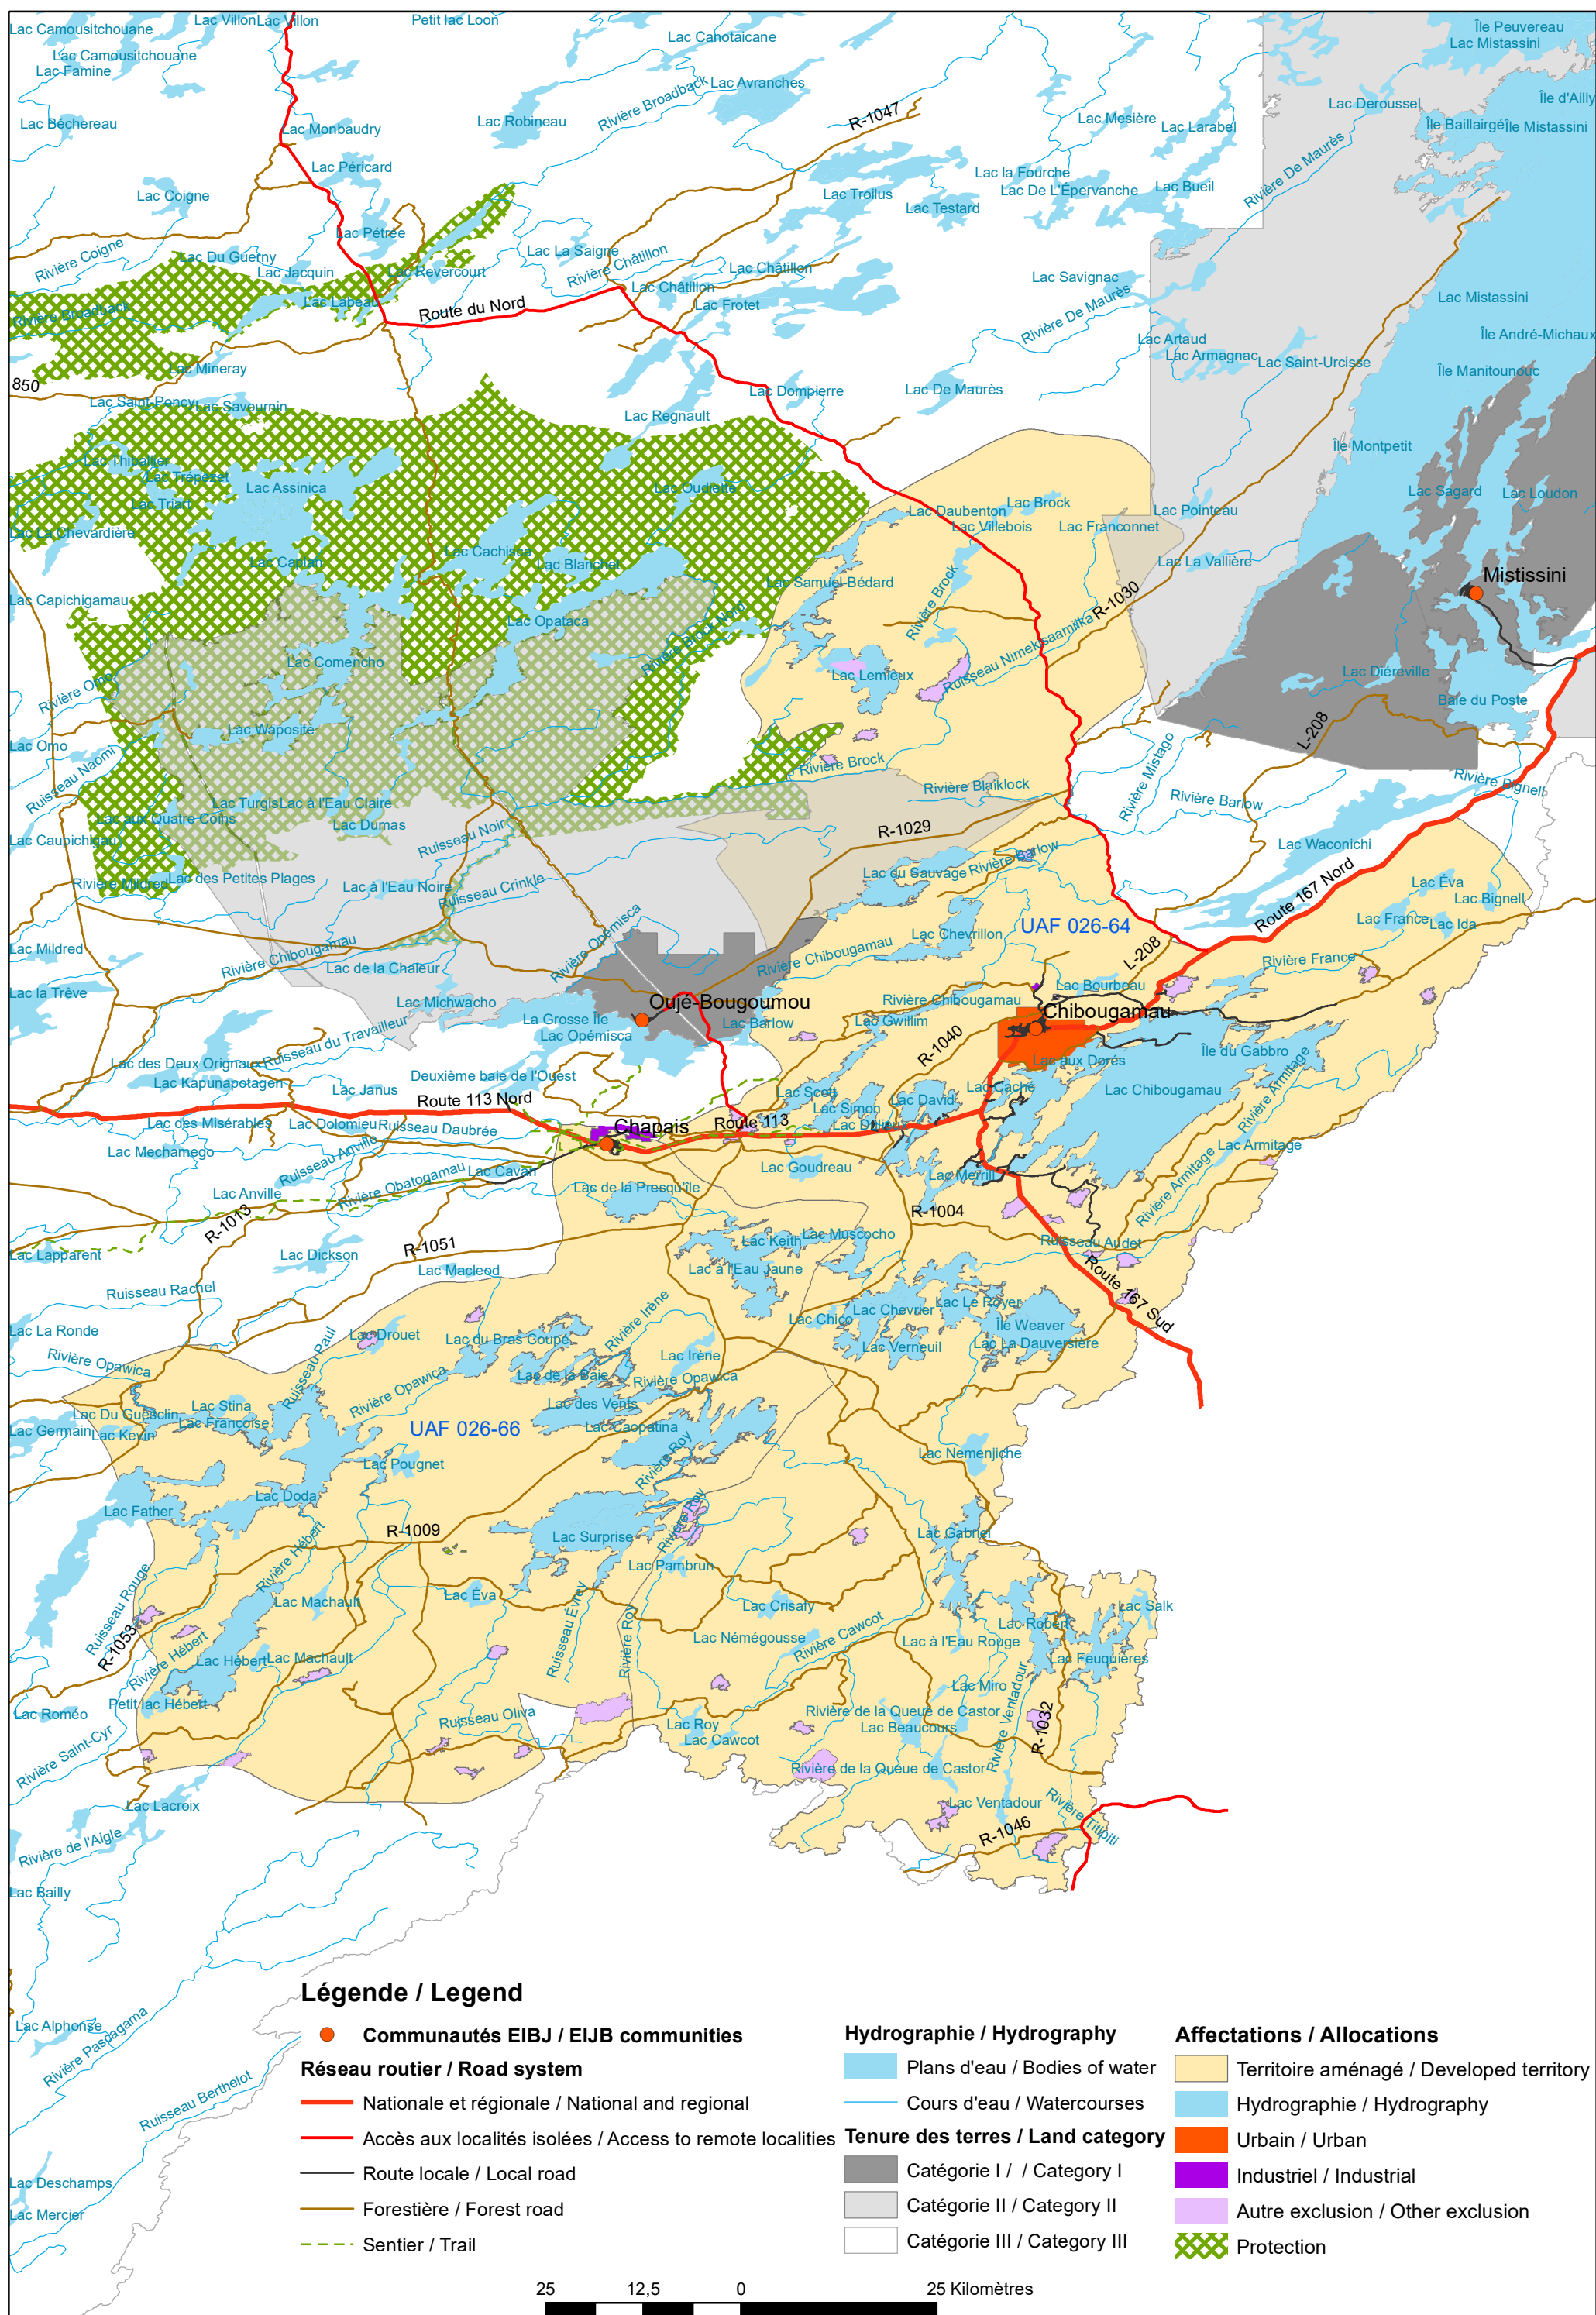 Lac Camousitchouane
Lac Villon
Lac Villon
Petit lac Loon
Lac Cahotaicane
Île Peuvereau
Lac Mistassini
Lac Camousitchouane
Lac Famine
Lac Avranches
Rivière Broadback
Lac Deroussel
Île d'Ailly
Lac Béchereau
Lac Monbaudry
Lac Robineau
R-1047
Lac Mesière
Lac Larabel
Île Baillairgé
Île Mistassini
Lac Péricard
Lac la Fourche
Lac De L'Épervanche
Lac Bueil
Rivière De Maurès
Lac Coigne
Lac Troilus
Lac Testard
Lac Pétrée
Rivière Coigne
Lac Du Guerny
Lac Jacquin
Lac Revercourt
Lac La Saigne
Rivière Châtillon
Lac Châtillon
Lac Châtillon
Lac Savignac
Lac Labeau
Route du Nord
Lac Frotet
Rivière De Maurès
Lac Mistassini
Rivière Broadback
Lac Artaud
Lac Armagnac
Lac Saint-Urcisse
Île André-Michaux
Lac Mineray
850
Île Manitounouc
Lac Saint-Poncy
Lac Savournin
Lac Regnault
Lac Dompierre
Lac De Maurès
Île Montpetit
Lac Thibailler
Lac Trépezet
Lac Assinica
Lac Triart
Lac Oudiette
Lac Daubenton
Lac Brock
Lac Villebois
Lac Franconnet
Lac Pointeau
Lac Sagard
Lac Loudon
Lac La Chevardière
Lac Capian
Lac Cachisca
Lac Blanchet
Lac La Vallière
Mistissini
Lac Capichigamau
Lac Samuel-Bédard
Rivière Brock
R-1030
Lac Opataca
Rivière Brock Nord
Ruisseau Nimekisaamilka
Lac Comencho
Lac Lemieux
Lac Diéreville
Rivière Omo
Baie du Poste
Lac Waposite
L-208
Lac Omo
Ruisseau Naomi
Rivière Brock
Rivière Mistago
Rivière Blaiklock
Rivière Barlow
Rivière Bignell
Lac Turgis
Lac à l'Eau Claire
Lac aux Quatre Coins
Lac Dumas
Ruisseau Noir
R-1029
Lac Caupichigau
Lac Waconichi
Rivière Mildred
Lac des Petites Plages
Lac à l'Eau Noire
Ruisseau Crinkle
Lac du Sauvage
Rivière Barlow
Route 167 Nord
Lac Éva
Lac Bignell
Lac France
Lac Ida
UAF 026-64
Lac Chevrillon
Rivière Opémisca
Lac Mildred
Rivière Chibougamau
Lac de la Chaleur
Rivière Chibougamau
L-208
Rivière France
Lac la Trêve
Lac Michwacho
Oujé-Bougoumou
Lac Bourbeau
Rivière Chibougamau
Chibougamau
La Grosse Île
Lac Opémisca
Lac Barlow
Lac Gwillim
Ruisseau du Travailleur
R-1040
Île du Gabbro
Lac des Deux Orignaux
Lac Kapunapotagen
Deuxième baie de l'Ouest
Lac aux Dorés
Lac Janus
Lac Caché
Lac Chibougamau
Rivière Armitage
Route 113 Nord
Lac Scott
Lac Simon
Lac David
Lac des Misérables
Lac Dolomieu
Ruisseau Daubrée
Chapais
Route 113
Lac Dulieux
Lac Mechamego
Ruisseau Anville
Lac Cavan
Lac Goudreau
Lac Merrill
Lac Armitage
Lac Anville
Rivière Obatogamau
Lac de la Presqu'île
Rivière Armitage
R-1013
R-1004
Lac Lapparent
Lac Dickson
R-1051
Lac Keith
Lac Muscocho
Ruisseau Audet
Lac Macleod
Lac à l'Eau Jaune
Ruisseau Rachel
Route 167 Sud
Lac La Ronde
Lac Drouet
Lac du Bras Coupé
Rivière Irène
Lac Chico
Lac Chevrier
Lac Le Royer
Île Weaver
Rivière Opawica
Ruisseau Paul
Lac Irène
Lac Verneuil
Lac La Dauversière
Rivière Opawica
Lac de la Baie
Rivière Opawica
Lac Du Guesclin
Lac Stina
Lac Françoise
Lac des Vents
Lac Germain
Lac Kevin
UAF 026-66
Lac Caopatina
Lac Pougnet
Rivière Roy
Lac Nemenjiche
Lac Father
Lac Doda
R-1009
Lac Surprise
Rivière Roy
Lac Gabriel
Rivière Hébert
Lac Pambrun
Ruisseau Rouge
Lac Machault
Lac Éva
Ruisseau Évrey
Lac Crisafy
Lac Salk
R-1053
Rivière Hébert
Rivière Roy
Lac Némégousse
Rivière Cawcot
Lac Robert
Lac à l'Eau Rouge
Lac Hébert
Lac Machault
Lac Feuquières
Lac Miro
Petit lac Hébert
Lac Roméo
Ruisseau Oliva
Lac Roy
Lac Cawcot
Rivière de la Queue de Castor
Lac Beaucours
Rivière Ventadour
R-1032
Rivière Saint-Cyr
Rivière de la Queue de Castor
Lac Lacroix
Lac Ventadour
Rivière Titipiti
Rivière de l'Aigle
R-1046
Lac Bailly
Lac Alphonse
Rivière Pascagama
Ruisseau Berthelot
Lac Deschamps
Lac Mercier
Légende / Legend
Communautés EIBJ / EIJB communities
Réseau routier / Road system
Nationale et régionale / National and regional
Accès aux localités isolées / Access to remote localities
Route locale / Local road
Forestière / Forest road
Sentier / Trail
Hydrographie / Hydrography
Plans d'eau / Bodies of water
Cours d'eau / Watercourses
Tenure des terres / Land category
Catégorie I / / Category I
Catégorie II / Category II
Catégorie III / Category III
Affectations / Allocations
Territoire aménagé / Developed territory
Hydrographie / Hydrography
Urbain / Urban
Industriel / Industrial
Autre exclusion / Other exclusion
Protection
25 12,5 0 25 Kilomètres